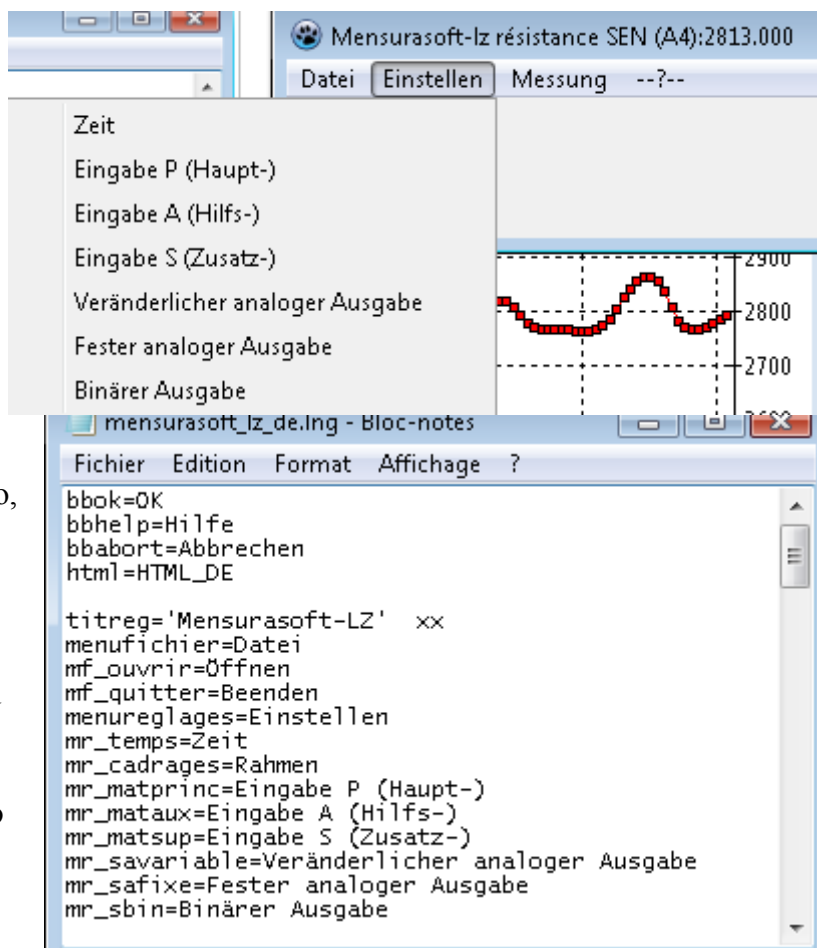 Mensurasoft-lz résistance SEN (A4):2813.000
Datei Einstellen Messung --?--
Zeit
Eingabe P (Haupt-)
Eingabe A (Hilfs-)
Eingabe S (Zusatz-)
Veränderlicher analoger Ausgabe
Fester analoger Ausgabe
Binärer Ausgabe
2900
2800
2700
mensurasoft_lz_de.lng - Bloc-notes
Fichier Edition Format Affichage ?
bbok=OK
bbhelp=Hilfe
bbabort=Abbrechen
html=HTML_DE
titreg='Mensurasoft-LZ' xx
menufichier=Datei
mf_ouvrir=Öffnen
mf_quitter=Beenden
menureglages=Einstellen
mr_temps=Zeit
mr_cadrages=Rahmen
mr_matprinc=Eingabe P (Haupt-)
mr_mataux=Eingabe A (Hilfs-)
mr_matsup=Eingabe S (Zusatz-)
mr_savariable=Veränderlicher analoger Ausgabe
mr_safixe=Fester analoger Ausgabe
mr_sbin=Binärer Ausgabe